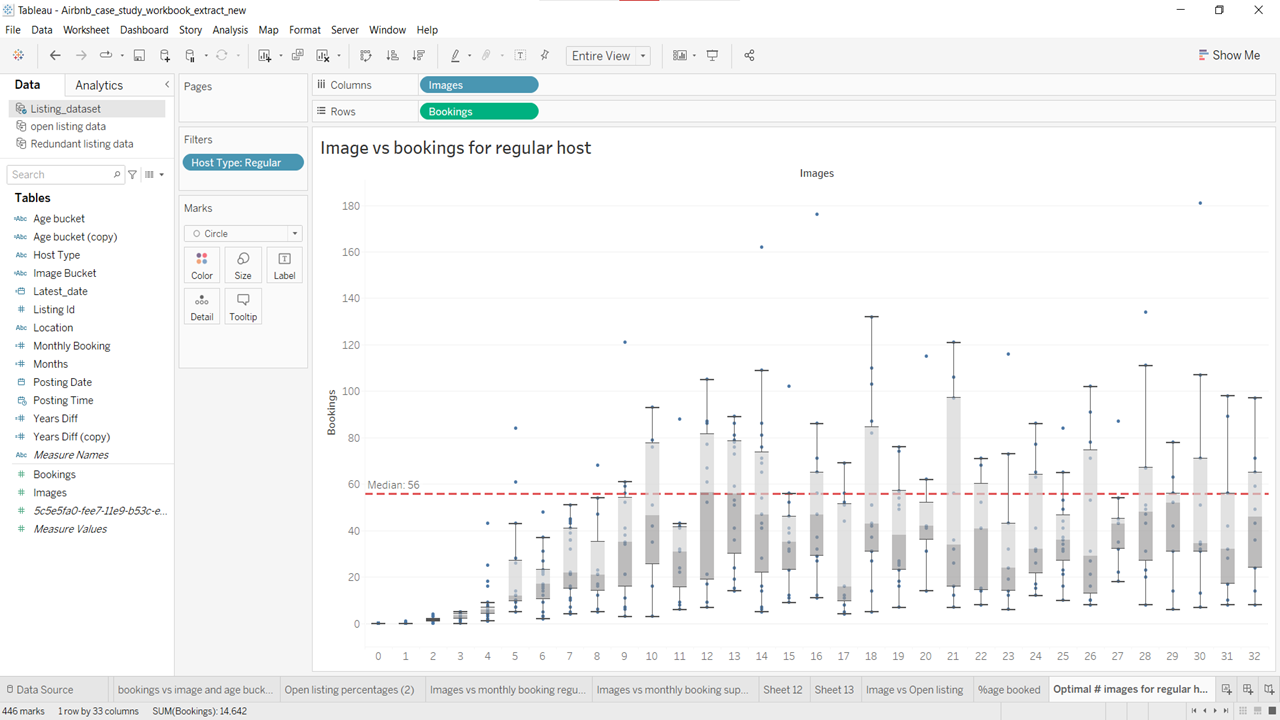 Tableau - Airbnb_case_study_workbook_extract_new
File Data Worksheet Dashboard Story Analysis Map Format Server Window Help
Entire View
Show Me
Data Analytics
Listing_dataset
open listing data
Redundant listing data
Search
Tables
Abc Age bucket
Abc Age bucket (copy)
Abc Host Type
Abc Image Bucket
Latest_date
# Listing Id
Abc Location
# Monthly Booking
# Months
Posting Date
Posting Time
# Years Diff
# Years Diff (copy)
Abc Measure Names
# Bookings
# Images
# 5c5e5fa0-fee7-11e9-b53c-e...
# Measure Values
Pages
Filters
Host Type: Regular
Marks
Circle
Color Size Label
Detail Tooltip
Columns Images
Rows Bookings
Image vs bookings for regular host
Images
180
160
140
120
100
80
60
40
20
0
Bookings
Median: 56
0 1 2 3 4 5 6 7 8 9 10 11 12 13 14 15 16 17 18 19 20 21 22 23 24 25 26 27 28 29 30 31 32
Data Source bookings vs image and age buck... Open listing percentages (2) Images vs monthly booking regu... Images vs monthly booking sup... Sheet 12 Sheet 13 Image vs Open listing %age booked Optimal # images for regular h...
446 marks 1 row by 33 columns SUM(Bookings): 14,642